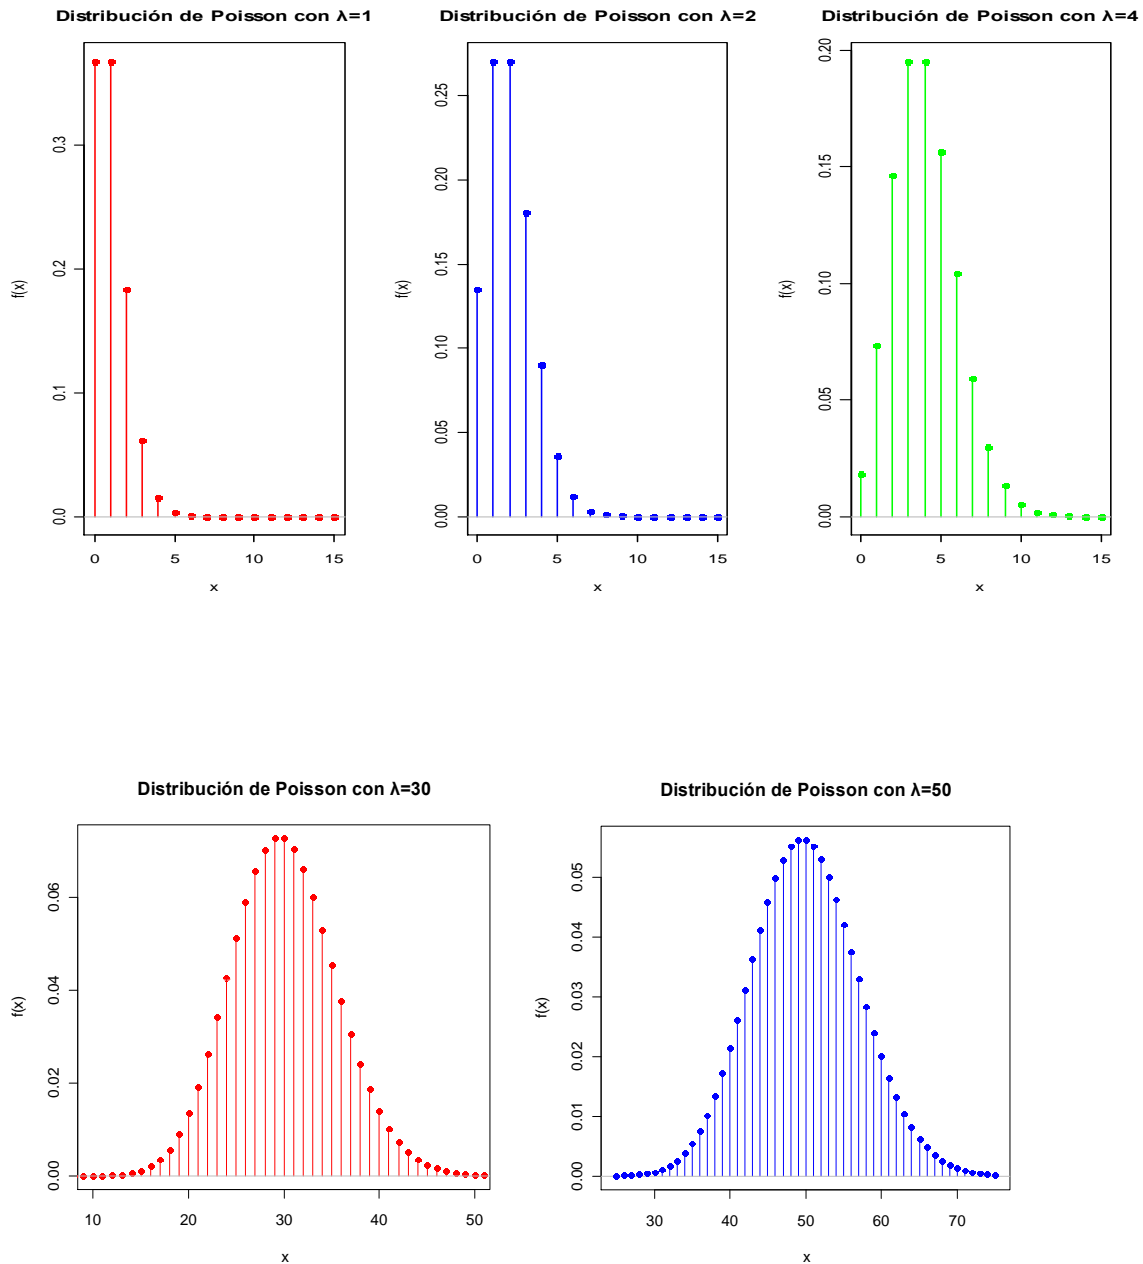 Distribución de Poisson con λ=1
0.0 0.1 0.2 0.3
f(x)
0 5 10 15
x
Distribución de Poisson con λ=2
0.00 0.05 0.10 0.15 0.20 0.25
f(x)
0 5 10 15
x
Distribución de Poisson con λ=4
0.00 0.05 0.10 0.15 0.20
f(x)
0 5 10 15
x
Distribución de Poisson con λ=30
0.00 0.02 0.04 0.06
f(x)
10 20 30 40 50
x
Distribución de Poisson con λ=50
0.00 0.01 0.02 0.03 0.04 0.05
f(x)
30 40 50 60 70
x